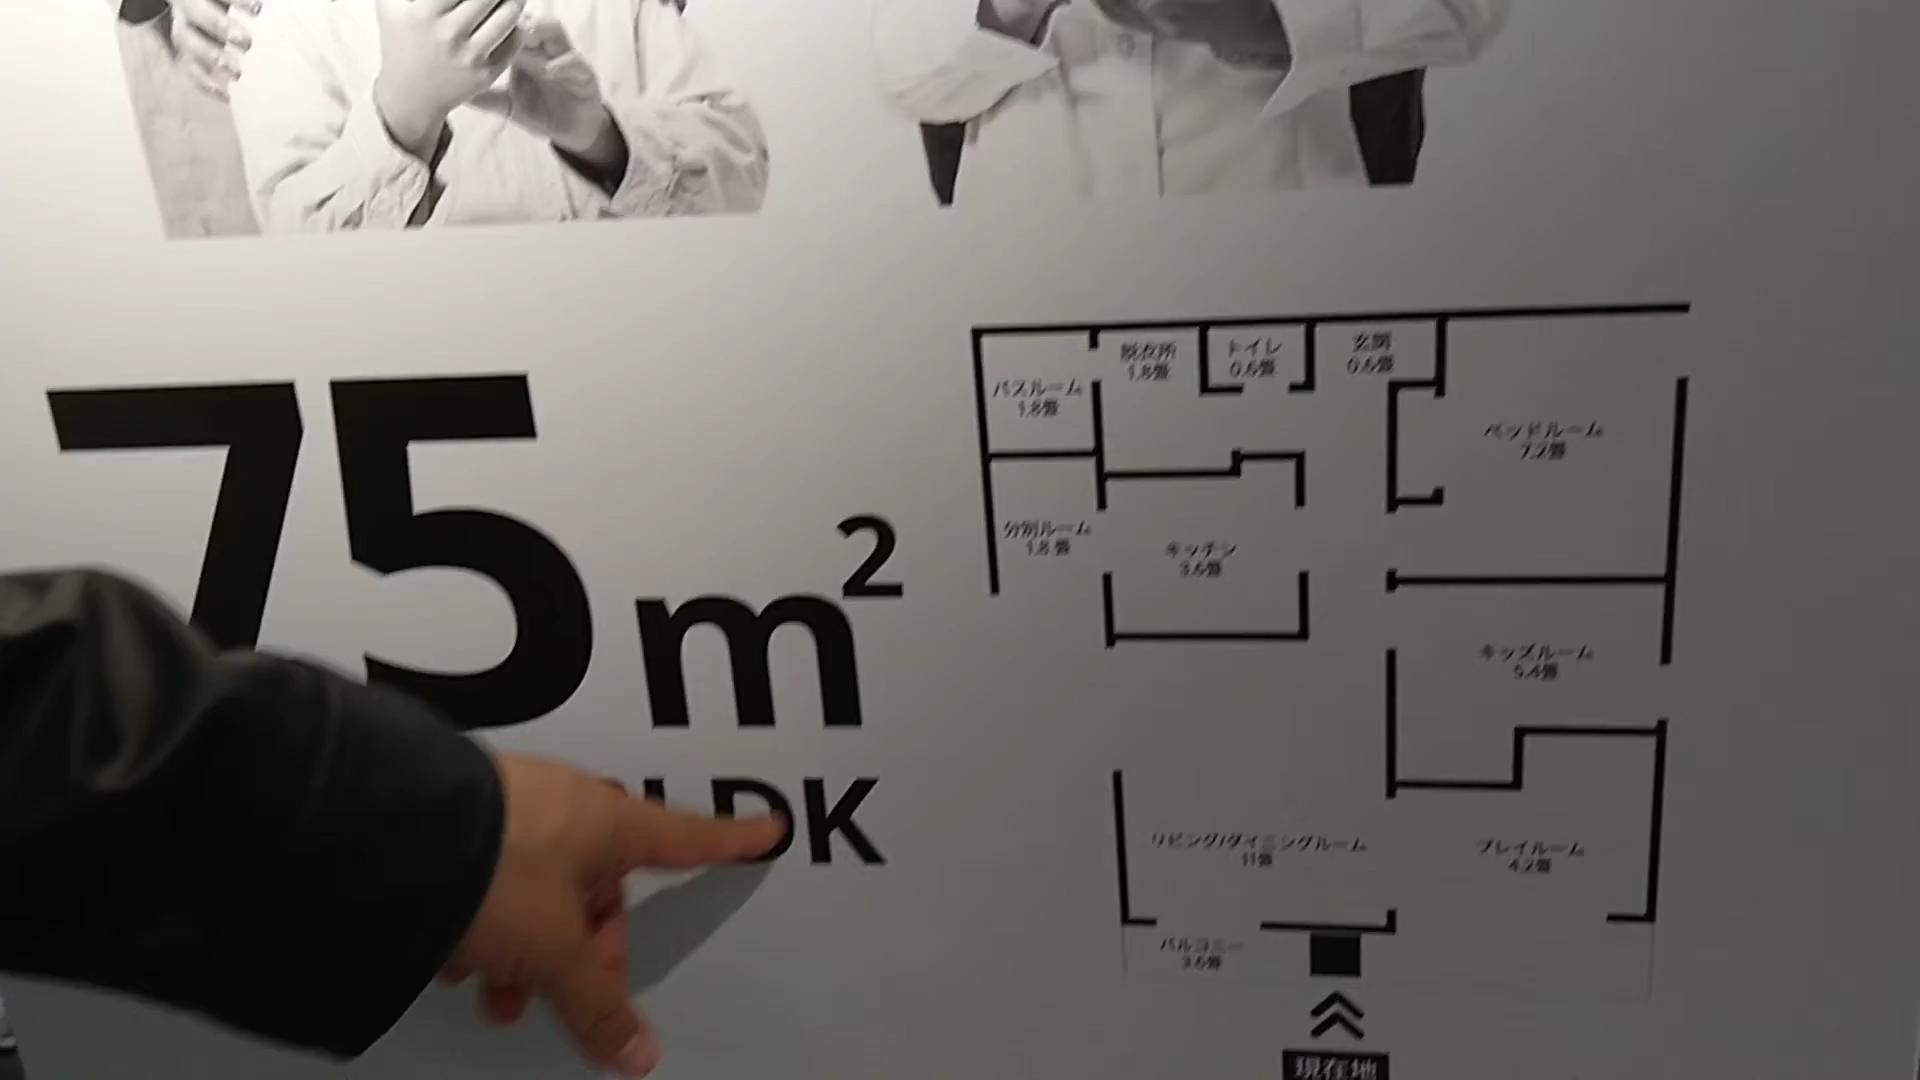 75m²
LDK
バスルーム
1.8畳
脱衣所
1.8畳
トイレ
0.6畳
玄関
0.6畳
ベッドルーム
7.2畳
分別ルーム
1.8 畳
キッチン
3.6畳
キッズルーム
5.4畳
リビング/ダイニングルーム
11畳
プレイルーム
4.2畳
バルコニー
3.6畳
現在地